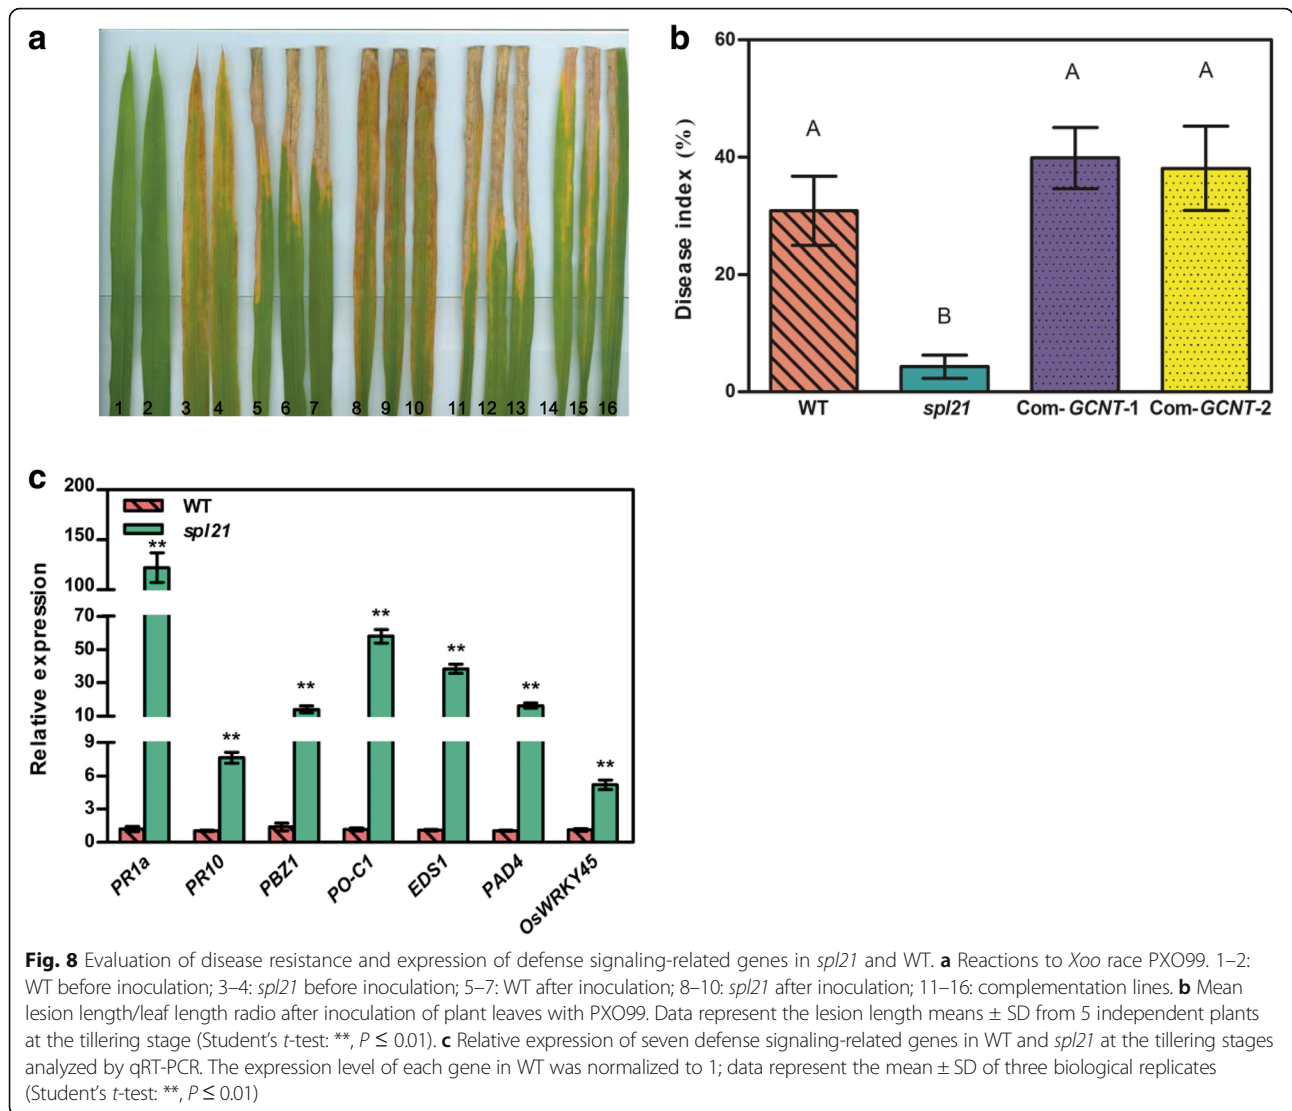 a
1 2 3 4 5 6 7 8 9 10 11 12 13 14 15 16
b
Disease index (%)
60
40
20
0
A
B
A
A
WT spl21 Com-GCNT-1 Com-GCNT-2
c
Relative expression
200
150
100
70
50
30
10
9
6
3
0
WT
spl21
**
**
**
**
**
**
**
PR1a PR10 PBZ1 PO-C1 EDS1 PAD4 OsWRKY45
Fig. 8 Evaluation of disease resistance and expression of defense signaling-related genes in spl21 and WT. a Reactions to Xoo race PXO99. 1–2:
WT before inoculation; 3–4: spl21 before inoculation; 5–7: WT after inoculation; 8–10: spl21 after inoculation; 11–16: complementation lines. b Mean
lesion length/leaf length radio after inoculation of plant leaves with PXO99. Data represent the lesion length means ± SD from 5 independent plants
at the tillering stage (Student's t-test: **, P ≤ 0.01). c Relative expression of seven defense signaling-related genes in WT and spl21 at the tillering stages
analyzed by qRT-PCR. The expression level of each gene in WT was normalized to 1; data represent the mean ± SD of three biological replicates
(Student's t-test: **, P ≤ 0.01)